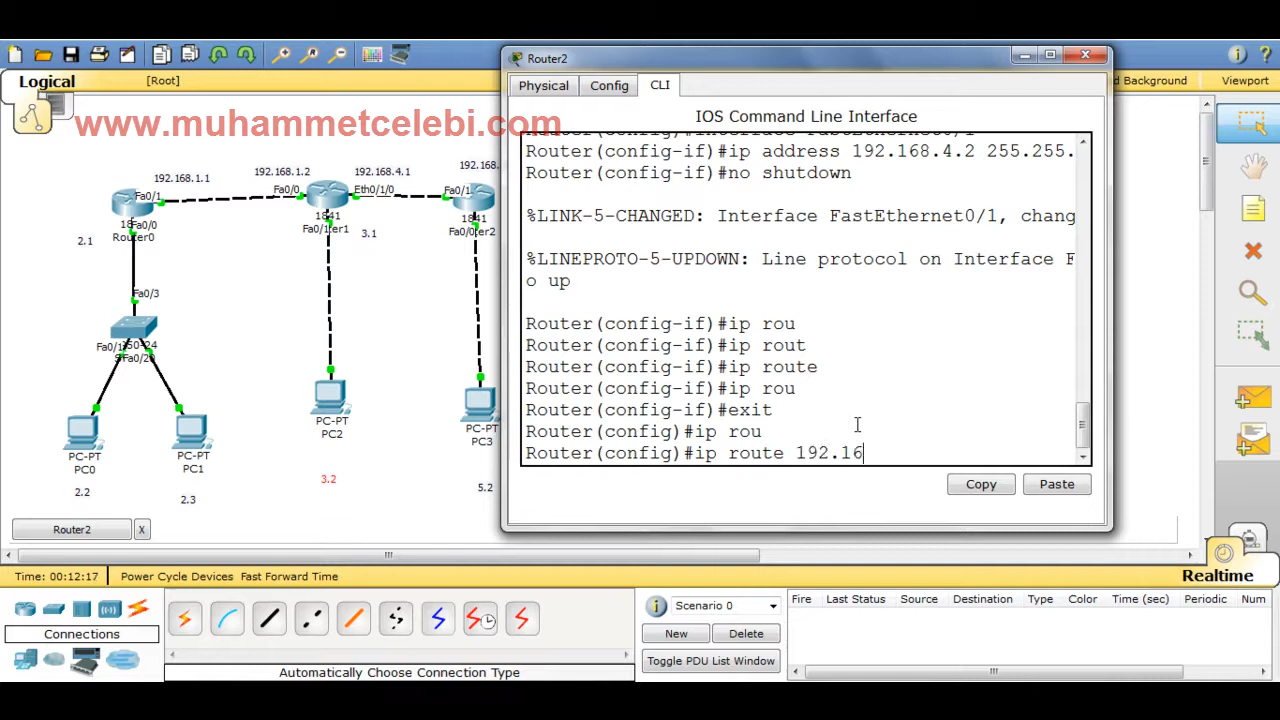 Logical
[Root]
d Background
Viewport
www.muhammetcelebi.com
Router2
Physical
Config
CLI
IOS Command Line Interface
Router(config-if)#ip address 192.168.4.2 255.255.
Router(config-if)#no shutdown
%LINK-5-CHANGED: Interface FastEthernet0/1, chang
%LINEPROTO-5-UPDOWN: Line protocol on Interface F
o up
Router(config-if)#ip rou
Router(config-if)#ip rout
Router(config-if)#ip route
Router(config-if)#ip rou
Router(config-if)#exit
Router(config)#ip rou
Router(config)#ip route 192.16
Copy
Paste
192.168.1.1
192.168.1.2
192.168.4.1
192.168.
Fa0/1
Fa0/0
Eth0/1/0
Fa0/1
Fa0/0
Router0
1841
1841
2.1
3.1
Fa0/3
PC-PT
PC0
PC-PT
PC1
PC-PT
PC2
PC-PT
PC3
2.2
2.3
3.2
5.2
Router2
X
Time: 00:12:17
Power Cycle Devices
Fast Forward Time
Realtime
Connections
Automatically Choose Connection Type
Scenario 0
New
Delete
Toggle PDU List Window
Fire
Last Status
Source
Destination
Type
Color
Time (sec)
Periodic
Num